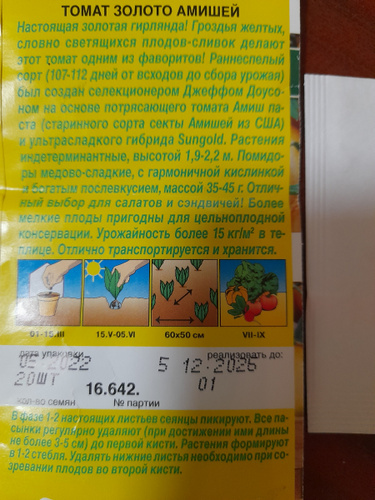 ТОМАТ ЗОЛОТО АМИШЕЙ
Настоящая золотая гирлянда! Гроздья желтых,
словно светящихся плодов-сливок делают
этот томат одним из фаворитов! Раннеспелый
сорт (107-112 дней от всходов до сбора урожая)
был создан селекционером Джеффом Доусо-
ном на основе потрясающего томата Амиш па-
ста (старинного сорта секты Амишей из США)
и ультрасладкого гибрида Sungold. Растения
индетерминантные, высотой 1,9-2,2 м. Помидо-
ры медово-сладкие, с гармоничной кислинкой
и богатым послевкусием, массой 35-45 г. Отлич-
ный выбор для салатов и сэндвичей! Более
мелкие плоды пригодны для цельноплодной
консервации. Урожайность более 15 кг/м² в те-
плице. Отлично транспортируется и хранится.
01-15.III 15.V-05.VI 60x50 см VII-IX
дата упаковки реализовать до:
05 2022 5 12.2026
20ШТ 16.642. 01
кол-во семян № партии
В фазе 1-2 настоящих листьев сеянцы пикируют. Все па-
сынки регулярно удаляют (при достижении ими длины
не более 3-5 см) до первой кисти. Растения формируют
в 1-2 стебля. Удалять нижние листья необходимо при со-
зревании плодов во второй кисти.